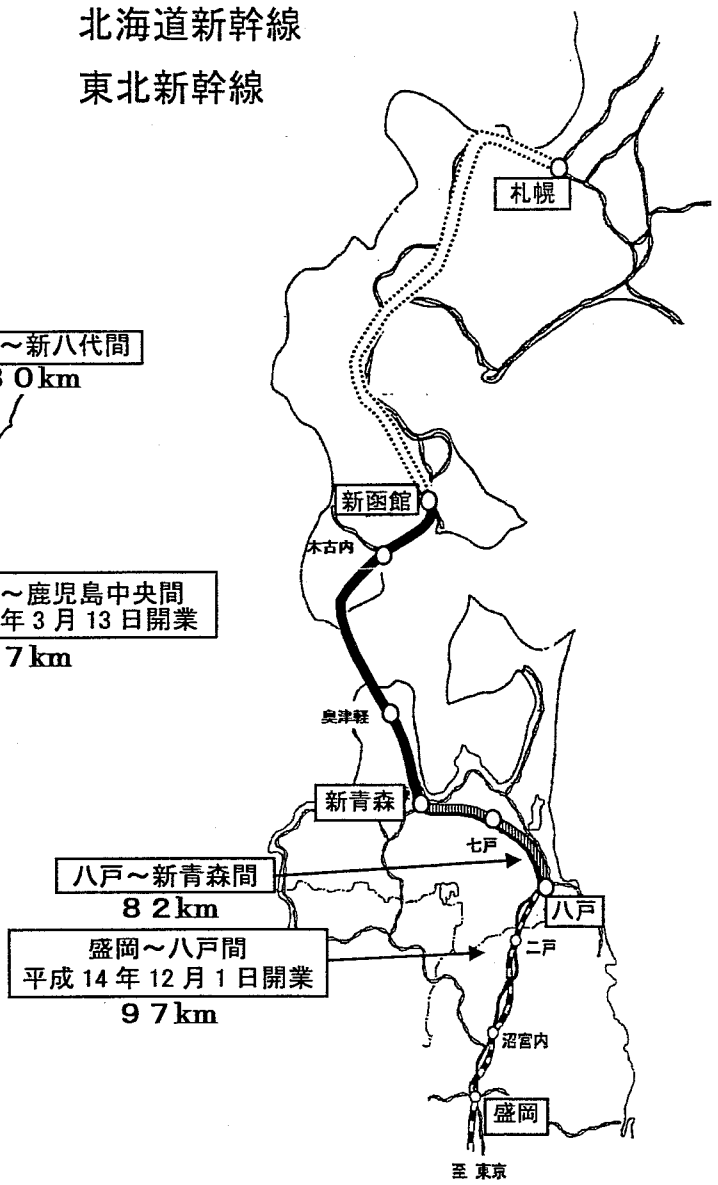 北海道新幹線
東北新幹線
札幌
～新八代間
30km
新函館
木古内
～鹿児島中央間
年3月13日開業
7km
奥津軽
新青森
七戸
八戸～新青森間
82km
八戸
盛岡～八戸間
平成14年12月1日開業
97km
二戸
沼宮内
盛岡
至 東京